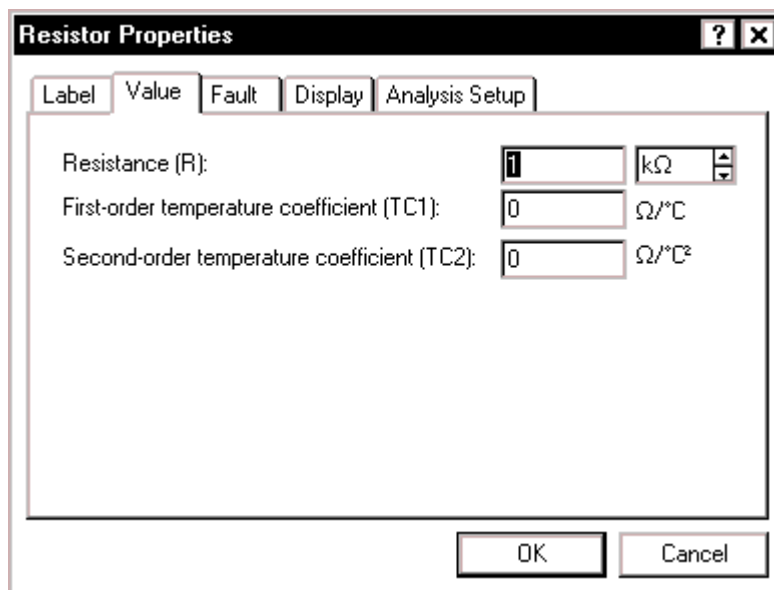 Resistor Properties ? ×
Label Value Fault Display Analysis Setup
Resistance (R): 1 kΩ
First-order temperature coefficient (TC1): 0 Ω/°C
Second-order temperature coefficient (TC2): 0 Ω/°C²
OK Cancel